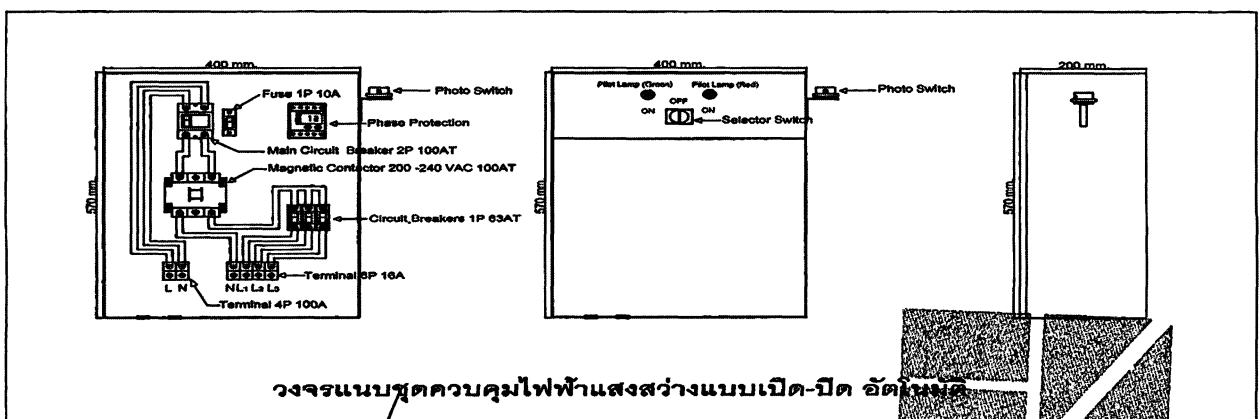 400 mm.
570 mm.
Fuse 1P 10A
Photo Switch
Phase Protection
Main Circuit Breaker 2P 100AT
Magnetic Contactor 200 -240 VAC 100AT
Circuit Breakers 1P 63AT
Terminal 6P 16A
L N
N L1 L2 L3
Terminal 4P 100A
400 mm.
570 mm.
Pilot Lamp (Green)
Pilot Lamp (Red)
OFF
ON
ON
Selector Switch
Photo Switch
200 mm.
570 mm.
วงจรแนบชุดควบคุมไฟฟ้าแสงสว่างแบบเปิด-ปิด อัตโนมัติ